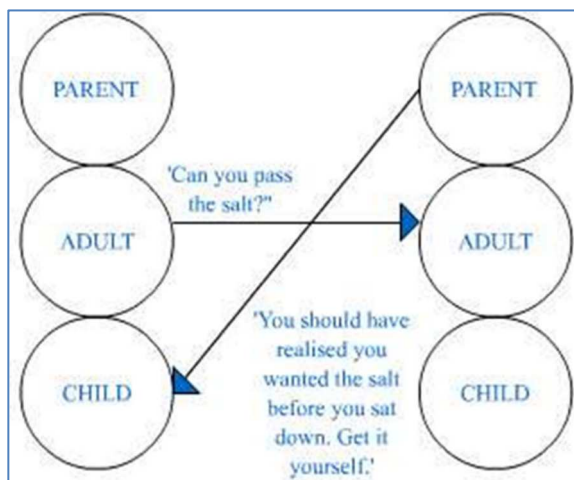 PARENT
PARENT
'Can you pass
the salt?"
ADULT
ADULT
'You should have
realised you
wanted the salt
before you sat
down. Get it
yourself.'
CHILD
CHILD